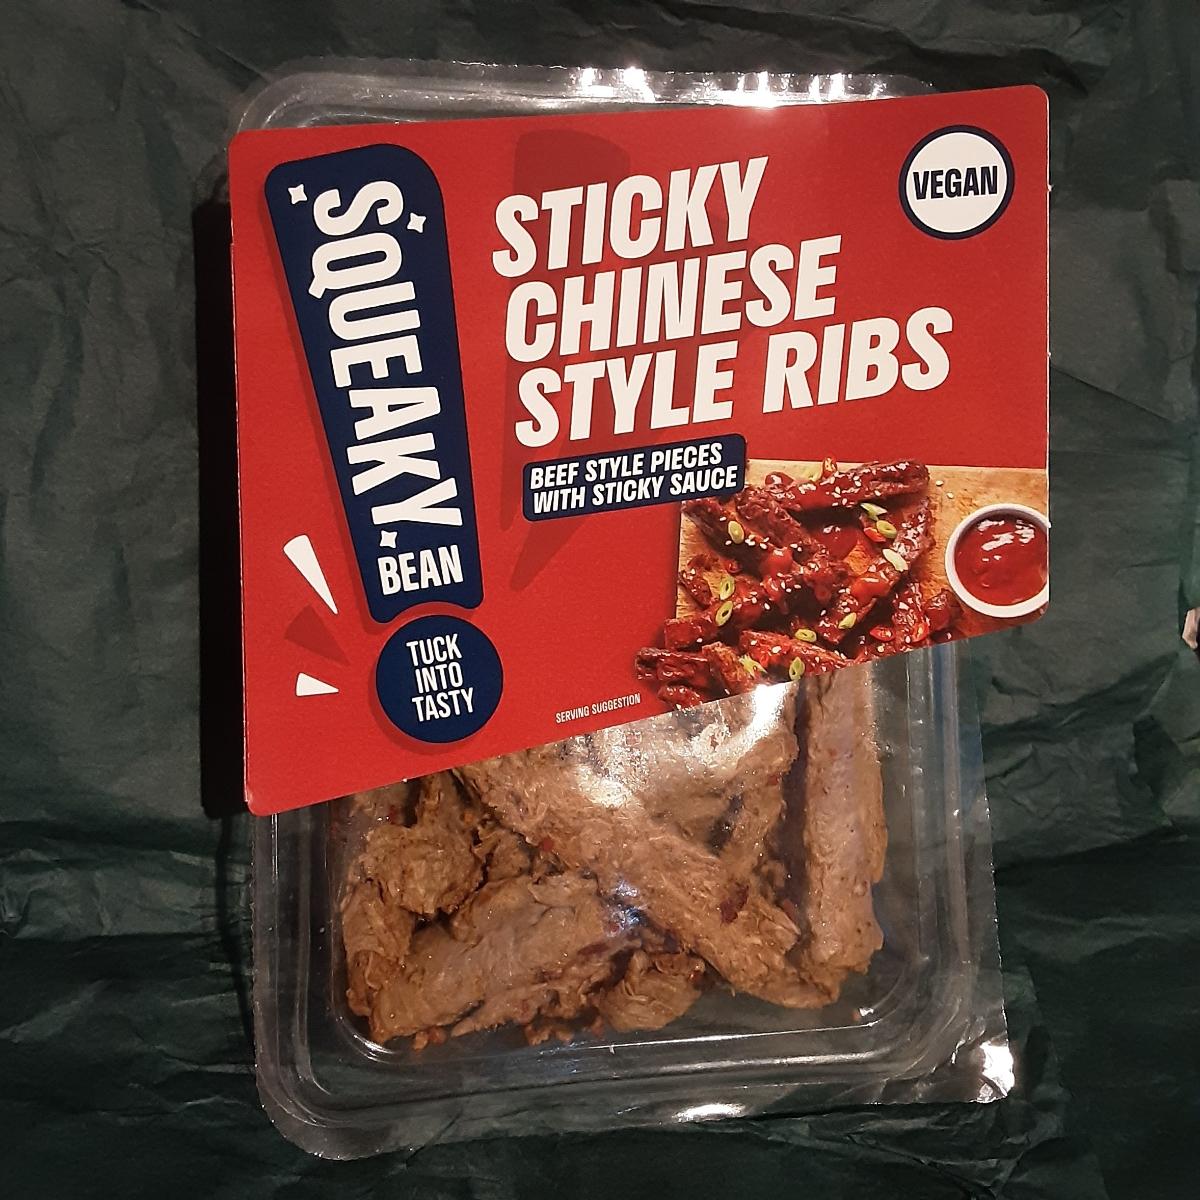 SQUEAKY
BEAN
TUCK
INTO
TASTY
STICKY
CHINESE
STYLE RIBS
BEEF STYLE PIECES
WITH STICKY SAUCE
VEGAN
SERVING SUGGESTION